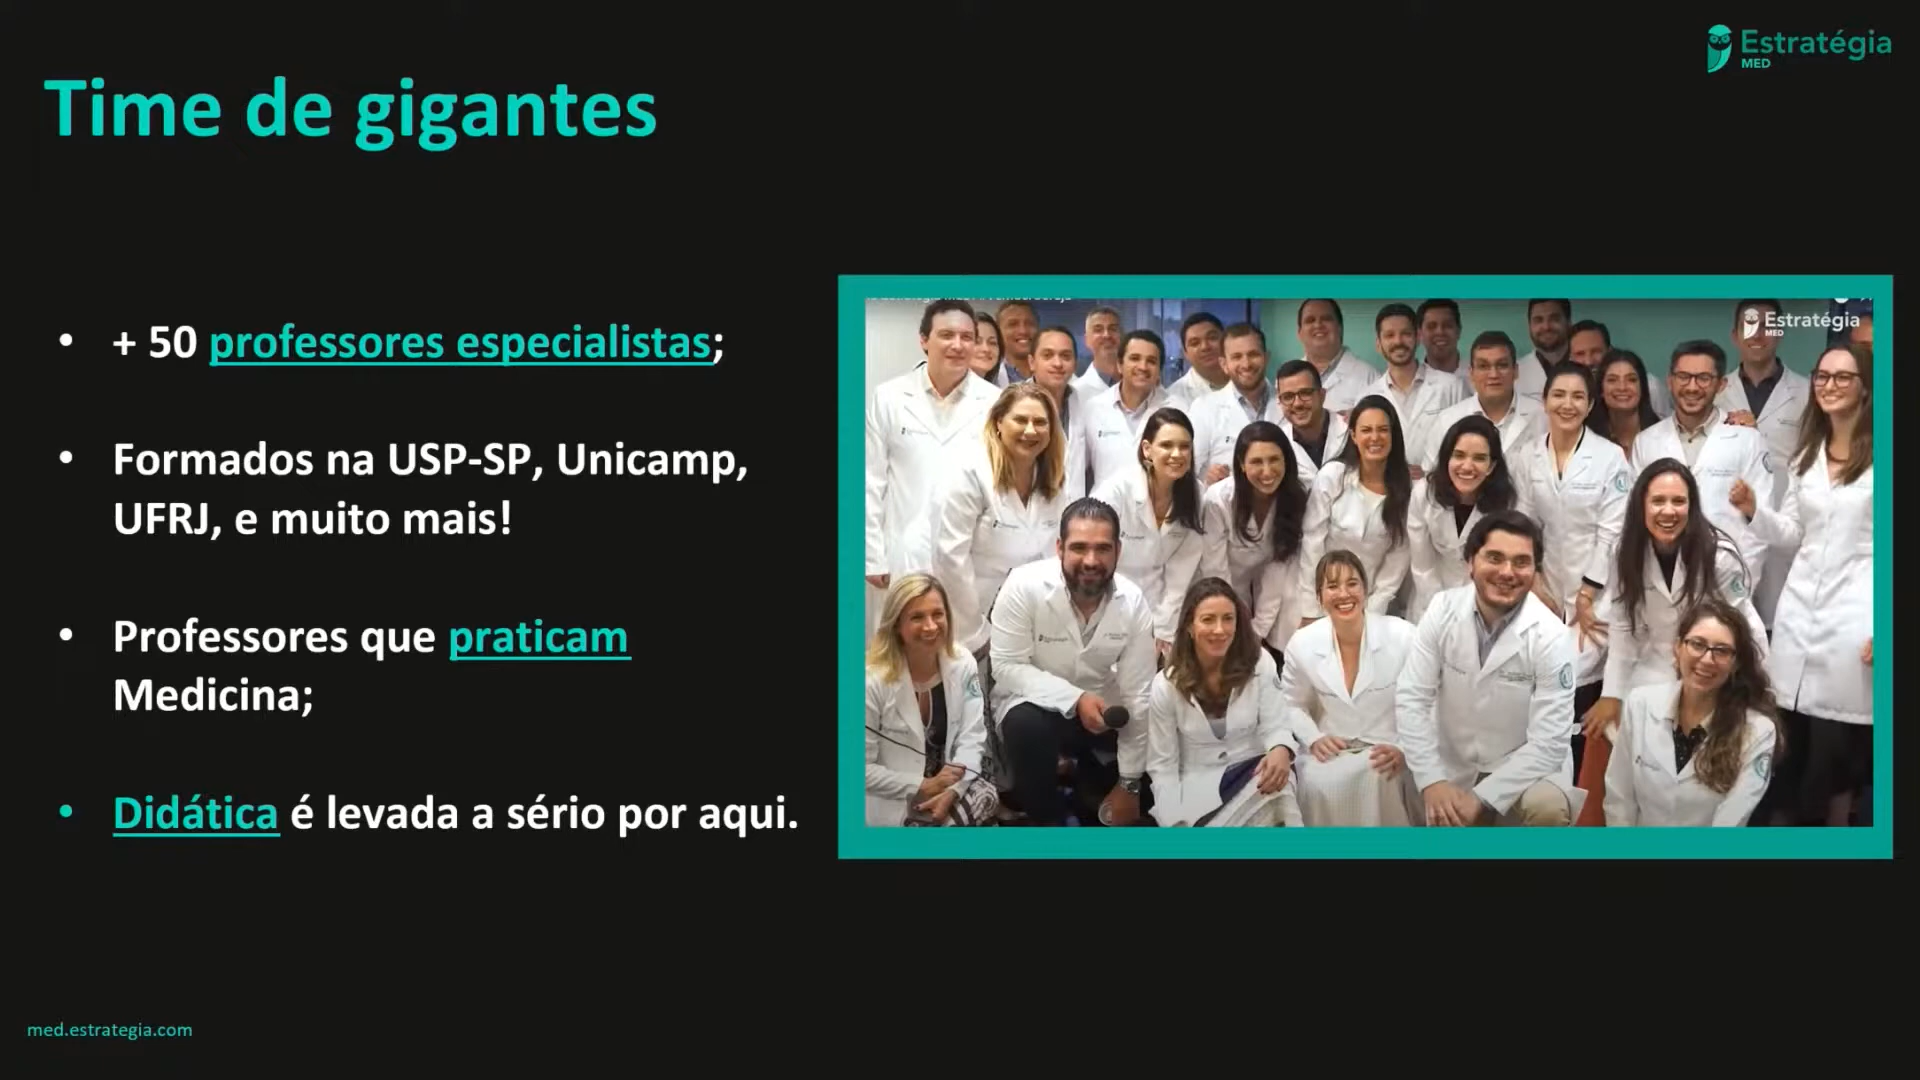 Estratégia
MED
Time de gigantes
• + 50 professores especialistas;
• Formados na USP-SP, Unicamp,
UFRJ, e muito mais!
• Professores que praticam
Medicina;
• Didática é levada a sério por aqui.
Estratégia
MED
med.estrategia.com